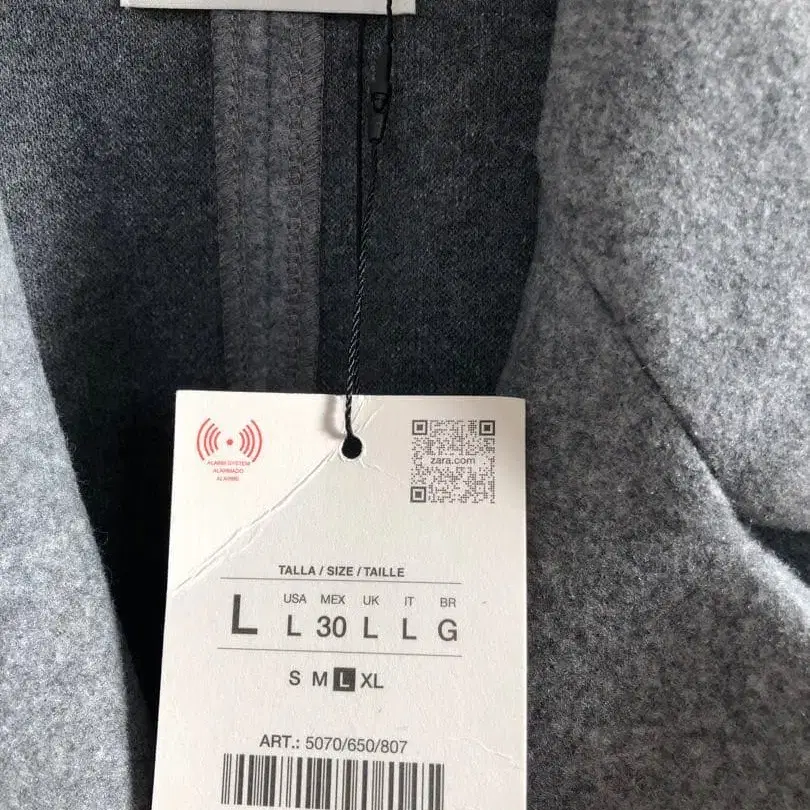 ALARM SYSTEM
ALARMADO
ALARME
zara.com
TALLA / SIZE / TAILLE
USA MEX UK IT BR
L L 30 L L G
S M L XL
ART.: 5070/650/807